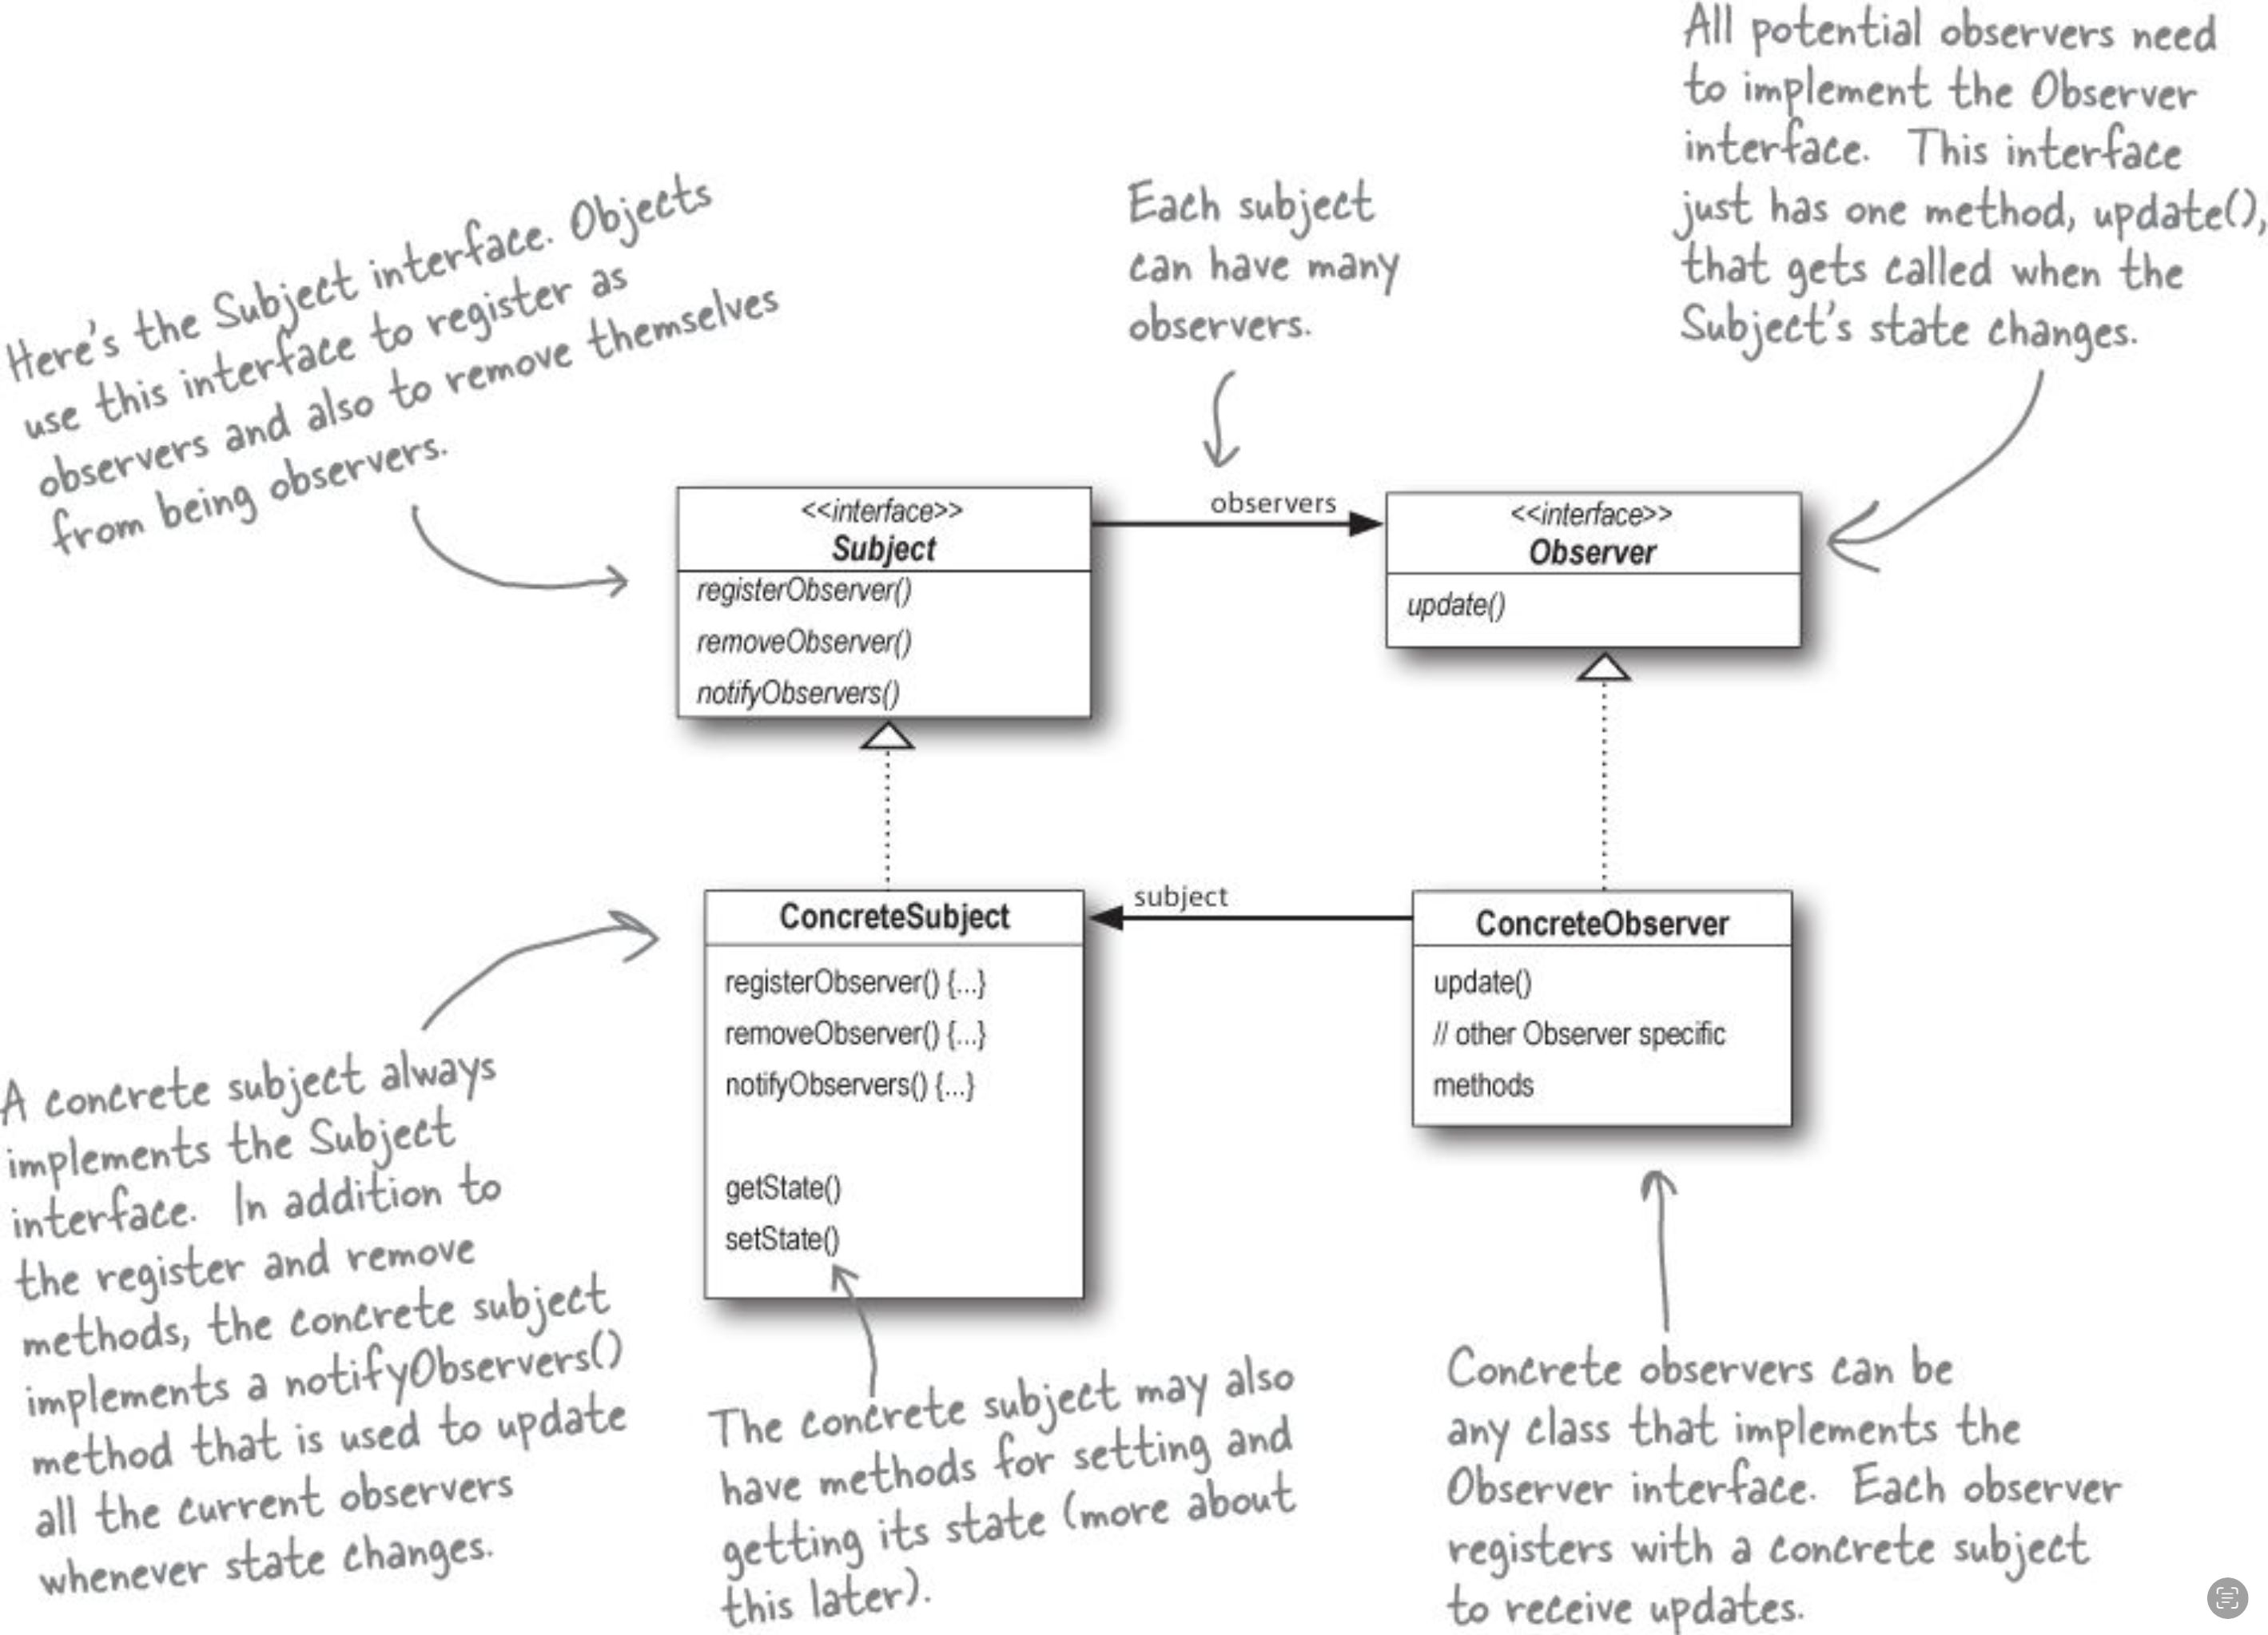 All potential observers need
to implement the Observer
interface. This interface
just has one method, update(),
that gets called when the
Subject's state changes.
Each subject
can have many
observers.
Here's the Subject interface. Objects
use this interface to register as
observers and also to remove themselves
from being observers.
<<interface>>
Subject
registerObserver()
removeObserver()
notifyObservers()
observers
<<interface>>
Observer
update()
ConcreteSubject
registerObserver() {...}
removeObserver() {...}
notifyObservers() {...}
getState()
setState()
subject
ConcreteObserver
update()
// other Observer specific
methods
A concrete subject always
implements the Subject
interface. In addition to
the register and remove
methods, the concrete subject
implements a notifyObservers()
method that is used to update
all the current observers
whenever state changes.
The concrete subject may also
have methods for setting and
getting its state (more about
this later).
Concrete observers can be
any class that implements the
Observer interface. Each observer
registers with a concrete subject
to receive updates.